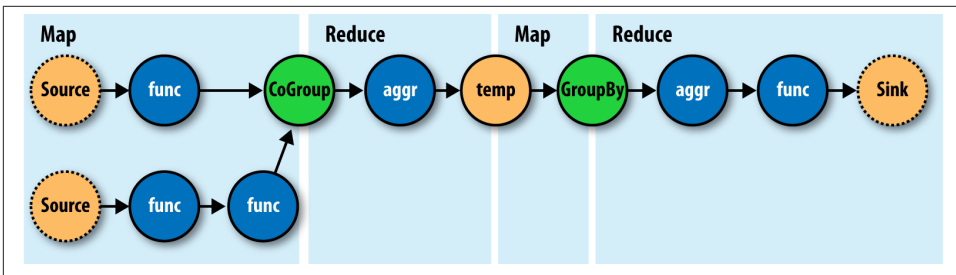 Map Reduce Map Reduce
Source func CoGroup aggr temp GroupBy aggr func Sink
Source func func